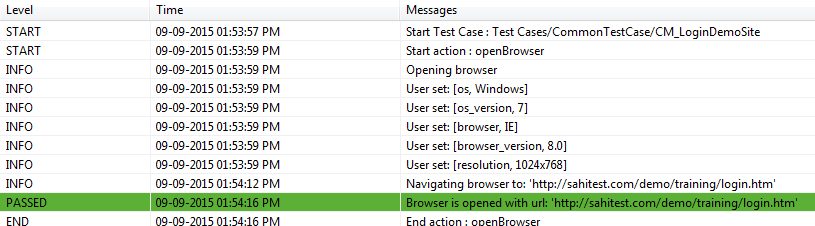 Level Time Messages
START 09-09-2015 01:53:57 PM Start Test Case : Test Cases/CommonTestCase/CM_LoginDemoSite
START 09-09-2015 01:53:59 PM Start action : openBrowser
INFO 09-09-2015 01:53:59 PM Opening browser
INFO 09-09-2015 01:53:59 PM User set: [os, Windows]
INFO 09-09-2015 01:53:59 PM User set: [os_version, 7]
INFO 09-09-2015 01:53:59 PM User set: [browser, IE]
INFO 09-09-2015 01:53:59 PM User set: [browser_version, 8.0]
INFO 09-09-2015 01:53:59 PM User set: [resolution, 1024x768]
INFO 09-09-2015 01:54:12 PM Navigating browser to: 'http://sahitest.com/demo/training/login.htm'
PASSED 09-09-2015 01:54:16 PM Browser is opened with url: 'http://sahitest.com/demo/training/login.htm'
END 09-09-2015 01:54:16 PM End action : openBrowser